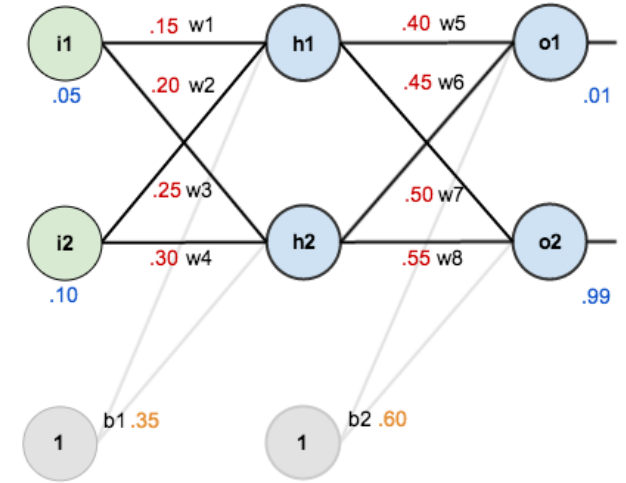 .15 w1
.40 w5
i1
h1
o1
.20 w2
.45 w6
.05
.01
.25 w3
.50 w7
i2
h2
o2
.30 w4
.55 w8
.10
.99
b1 .35
b2 .60
1
1